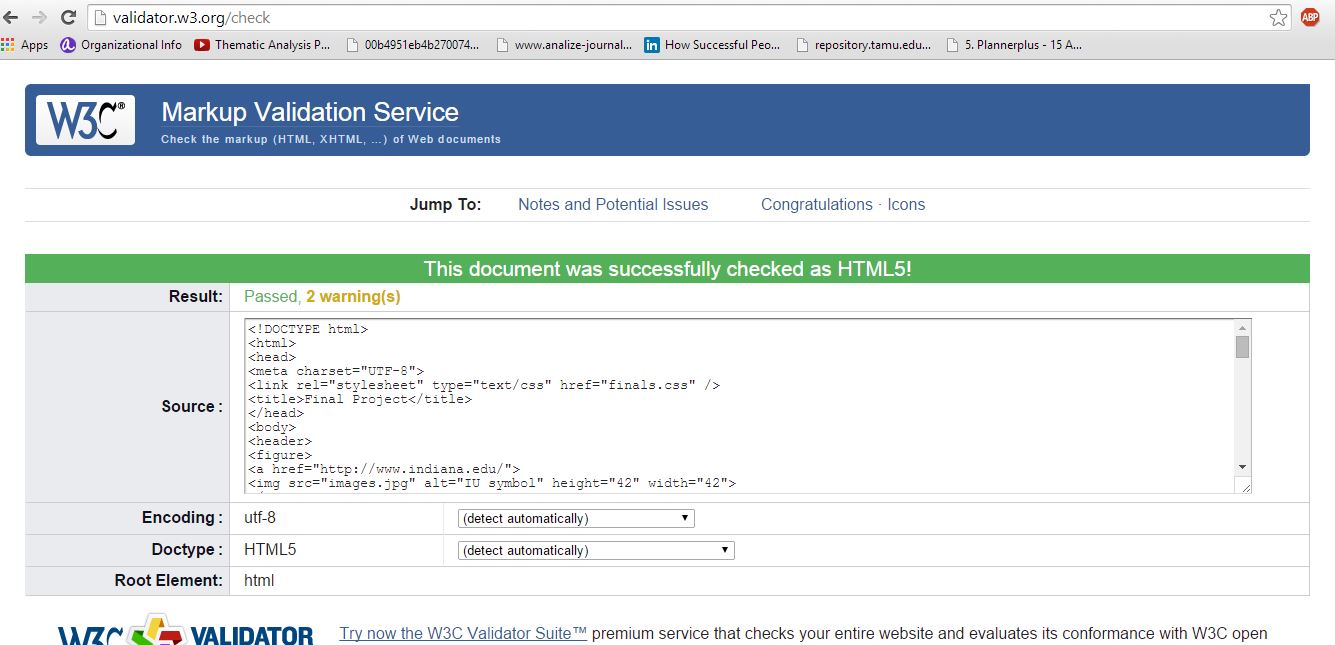 validator.w3.org/check
ABP
Apps Organizational Info Thematic Analysis P... 00b4951eb4b270074... www.analize-journal... in How Successful Peo... repository.tamu.edu... 5. Plannerplus - 15 A...
W3C® Markup Validation Service
Check the markup (HTML, XHTML, …) of Web documents
Jump To: Notes and Potential Issues Congratulations · Icons
This document was successfully checked as HTML5!
Result: Passed, 2 warning(s)
Source :
<!DOCTYPE html>
<html>
<head>
<meta charset="UTF-8">
<link rel="stylesheet" type="text/css" href="finals.css" />
<title>Final Project</title>
</head>
<body>
<header>
<figure>
<a href="http://www.indiana.edu/">
<img src="images.jpg" alt="IU symbol" height="42" width="42">
Encoding : utf-8 (detect automatically)
Doctype : HTML5 (detect automatically)
Root Element: html
W3C VALIDATOR Try now the W3C Validator Suite™ premium service that checks your entire website and evaluates its conformance with W3C open